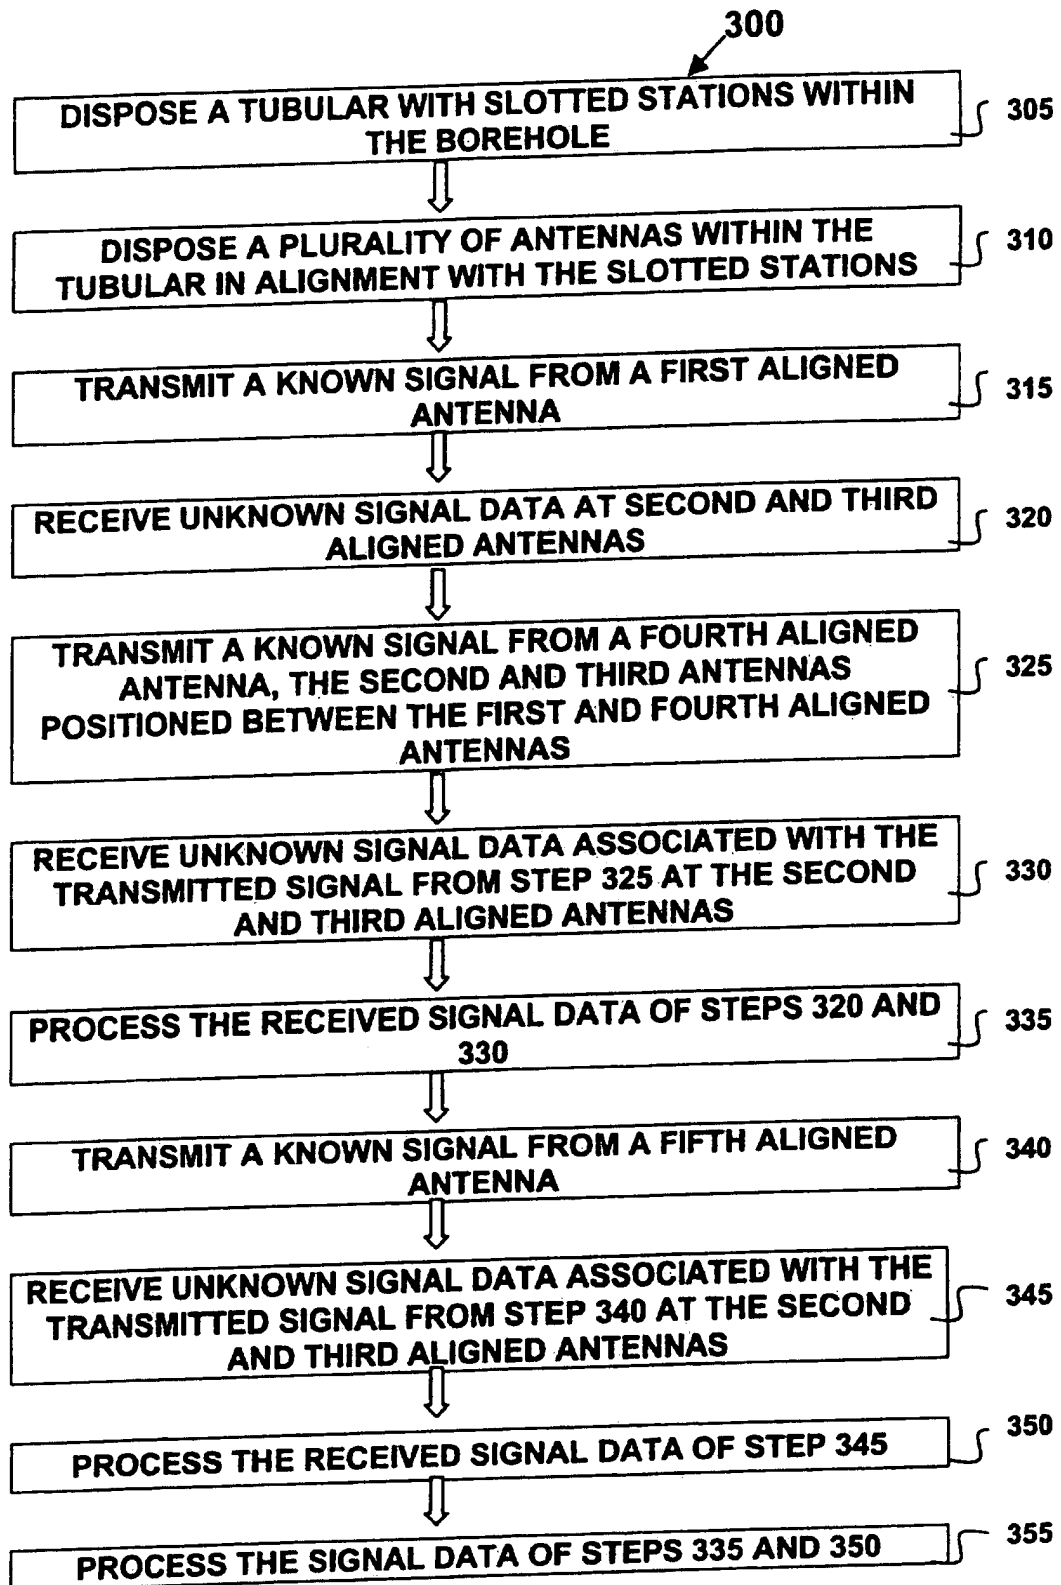 300
DISPOSE A TUBULAR WITH SLOTTED STATIONS WITHIN
THE BOREHOLE
305
DISPOSE A PLURALITY OF ANTENNAS WITHIN THE
TUBULAR IN ALIGNMENT WITH THE SLOTTED STATIONS
310
TRANSMIT A KNOWN SIGNAL FROM A FIRST ALIGNED
ANTENNA
315
RECEIVE UNKNOWN SIGNAL DATA AT SECOND AND THIRD
ALIGNED ANTENNAS
320
TRANSMIT A KNOWN SIGNAL FROM A FOURTH ALIGNED
ANTENNA, THE SECOND AND THIRD ANTENNAS
POSITIONED BETWEEN THE FIRST AND FOURTH ALIGNED
ANTENNAS
325
RECEIVE UNKNOWN SIGNAL DATA ASSOCIATED WITH THE
TRANSMITTED SIGNAL FROM STEP 325 AT THE SECOND
AND THIRD ALIGNED ANTENNAS
330
PROCESS THE RECEIVED SIGNAL DATA OF STEPS 320 AND
330
335
TRANSMIT A KNOWN SIGNAL FROM A FIFTH ALIGNED
ANTENNA
340
RECEIVE UNKNOWN SIGNAL DATA ASSOCIATED WITH THE
TRANSMITTED SIGNAL FROM STEP 340 AT THE SECOND
AND THIRD ALIGNED ANTENNAS
345
PROCESS THE RECEIVED SIGNAL DATA OF STEP 345
350
PROCESS THE SIGNAL DATA OF STEPS 335 AND 350
355